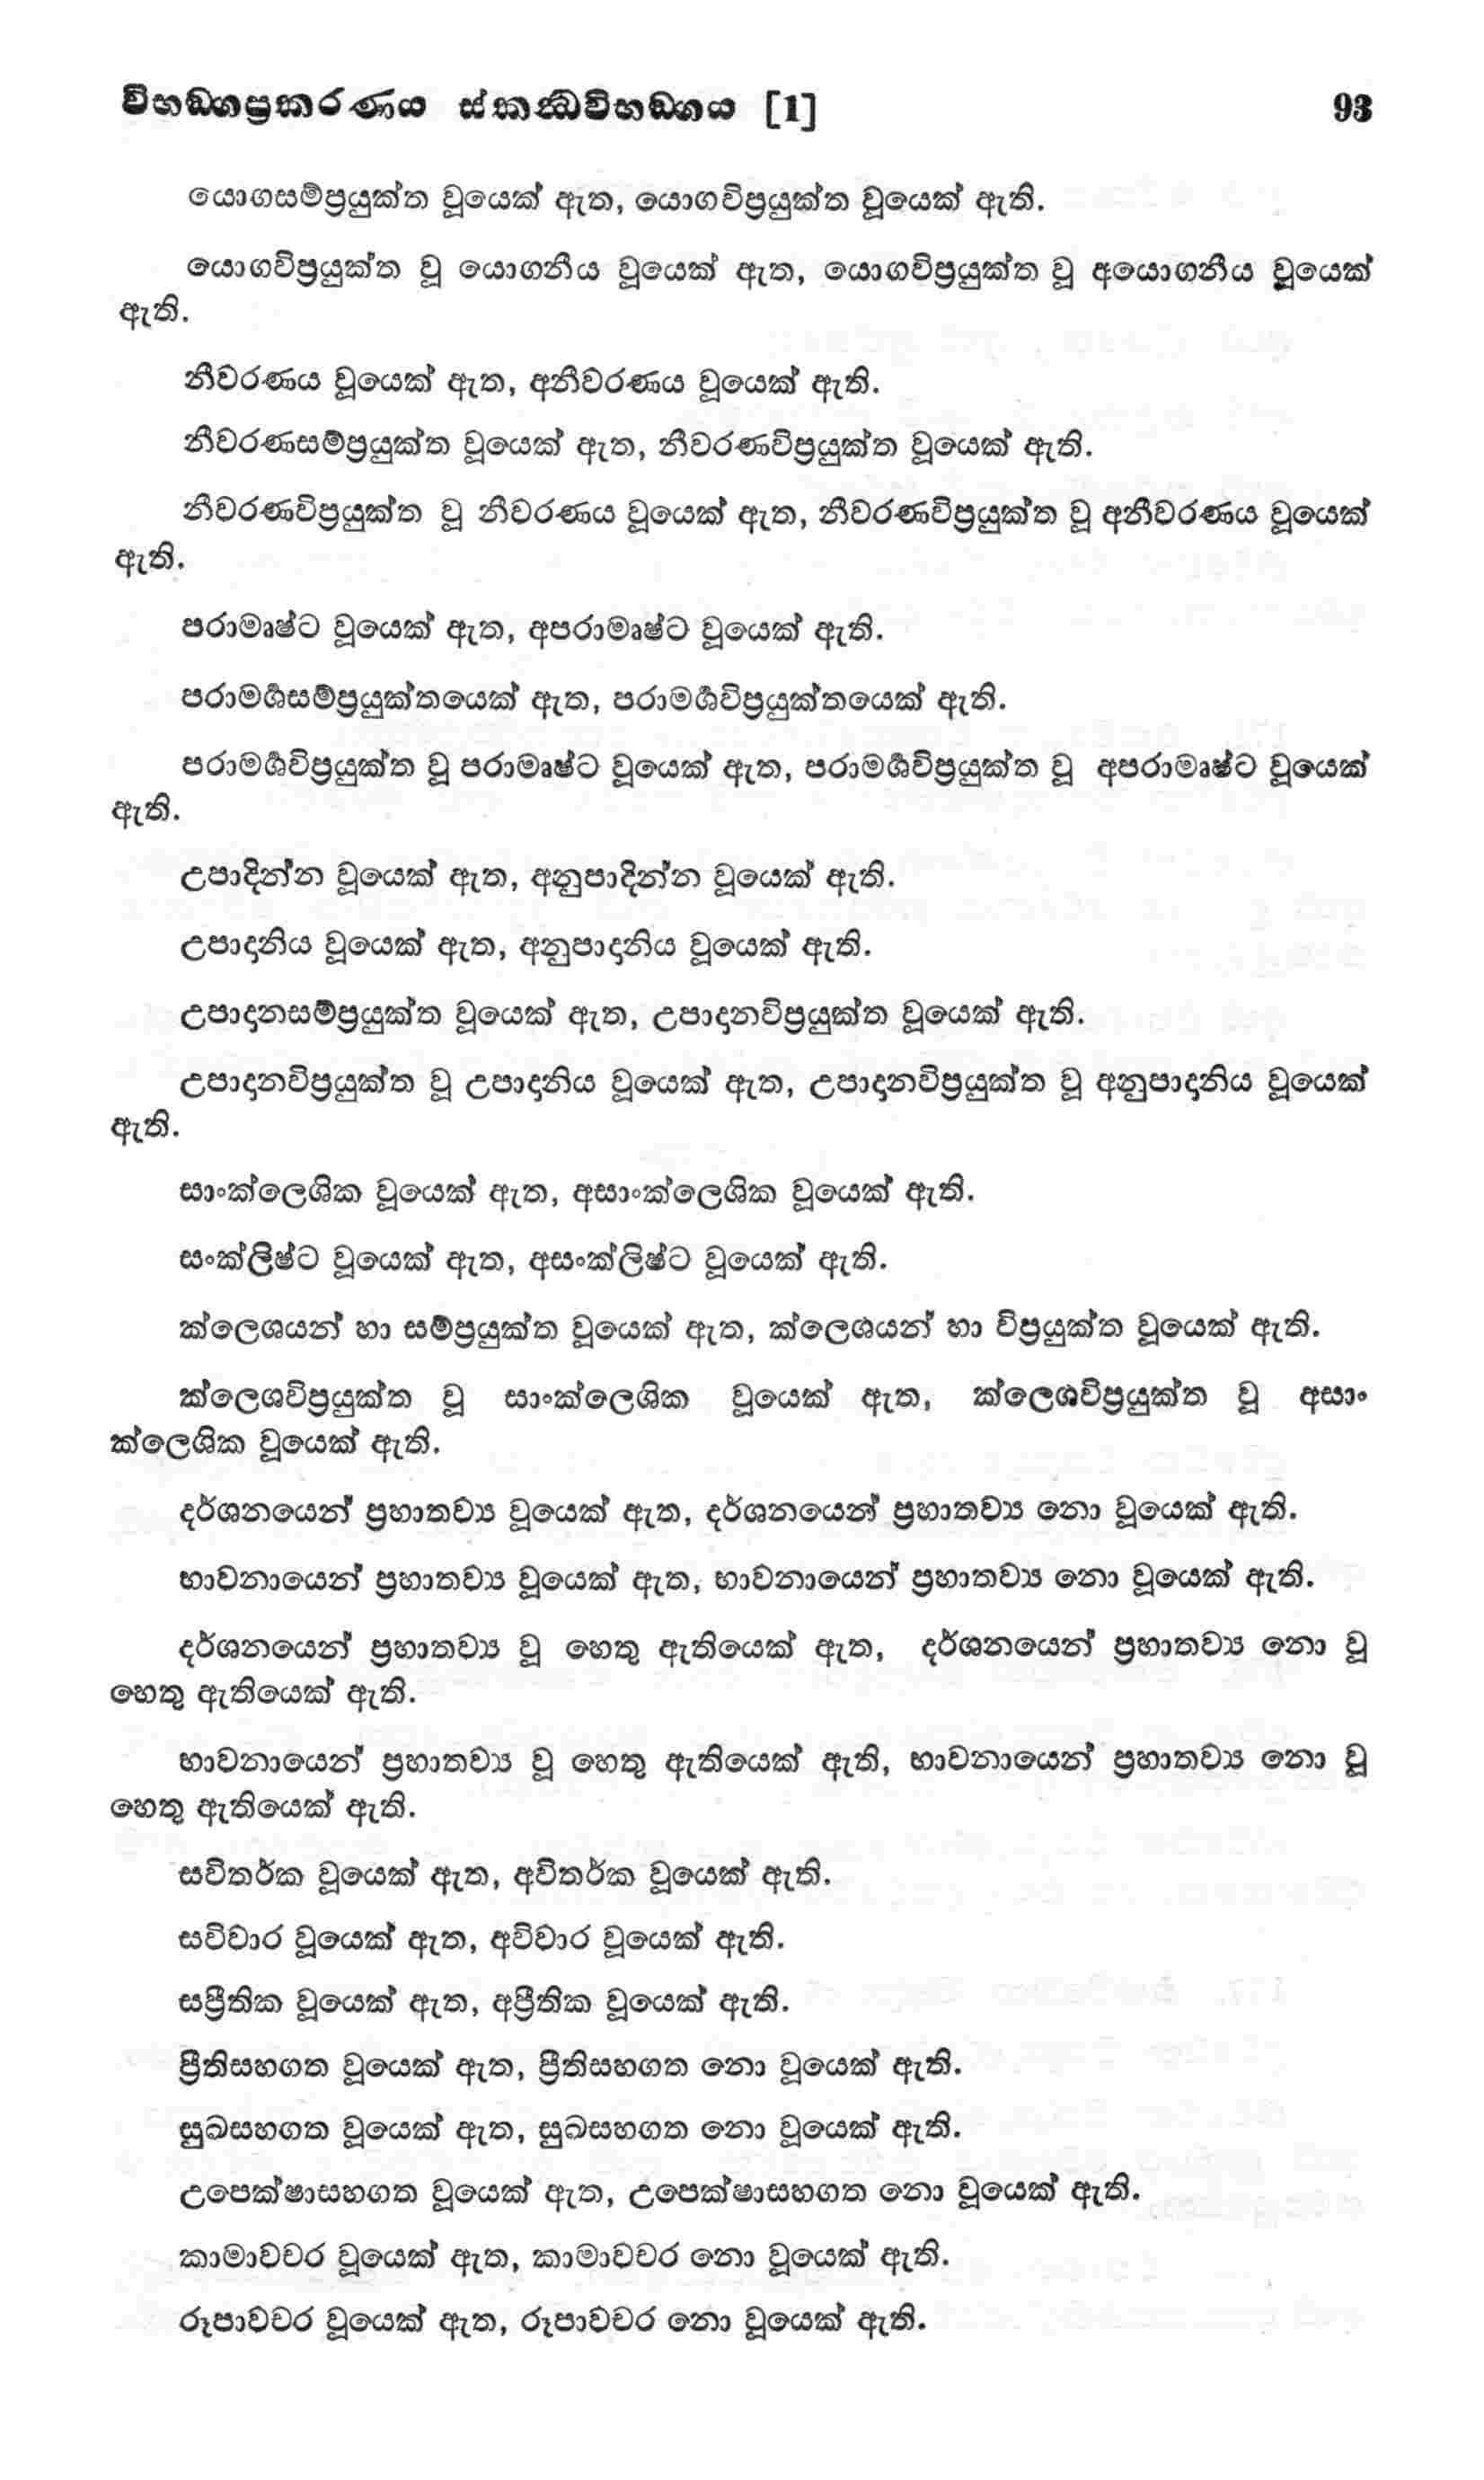 විභඞ්ගප්‍රකරණය ස්කන්‍ධවිභඞ්ගය [1] 93
යොගසම්ප්‍රයුක්ත වූයෙක් ඇත, යොගවිප්‍රයුක්ත වූයෙක් ඇති.
යොගවිප්‍රයුක්ත වූ යොගනීය වූයෙක් ඇත, යොගවිප්‍රයුක්ත වූ අයොගනීය වූයෙක්
ඇති.
නීවරණය වූයෙක් ඇත, අනීවරණය වූයෙක් ඇති.
නීවරණසම්ප්‍රයුක්ත වූයෙක් ඇත, නීවරණවිප්‍රයුක්ත වූයෙක් ඇති.
නීවරණවිප්‍රයුක්ත වූ නීවරණය වූයෙක් ඇත, නීවරණවිප්‍රයුක්ත වූ අනීවරණය වූයෙක්
ඇති.
පරාමෘෂ්ට වූයෙක් ඇත, අපරාමෘෂ්ට වූයෙක් ඇති.
පරාමර්‍ශසම්ප්‍රයුක්තයෙක් ඇත, පරාමර්‍ශවිප්‍රයුක්තයෙක් ඇති.
පරාමර්‍ශවිප්‍රයුක්ත වූ පරාමෘෂ්ට වූයෙක් ඇත, පරාමර්‍ශවිප්‍රයුක්ත වූ අපරාමෘෂ්ට වූයෙක්
ඇති.
උපාදින්න වූයෙක් ඇත, අනුපාදින්න වූයෙක් ඇති.
උපාදානිය වූයෙක් ඇත, අනුපාදානිය වූයෙක් ඇති.
උපාදානසම්ප්‍රයුක්ත වූයෙක් ඇත, උපාදානවිප්‍රයුක්ත වූයෙක් ඇති.
උපාදානවිප්‍රයුක්ත වූ උපාදානිය වූයෙක් ඇත, උපාදානවිප්‍රයුක්ත වූ අනුපාදානිය වූයෙක්
ඇති.
සාංක්ලෙශික වූයෙක් ඇත, අසාංක්ලෙශික වූයෙක් ඇති.
සංක්ලිෂ්ට වූයෙක් ඇත, අසංක්ලිෂ්ට වූයෙක් ඇති.
ක්ලෙශයන් හා සම්ප්‍රයුක්ත වූයෙක් ඇත, ක්ලෙශයන් හා විප්‍රයුක්ත වූයෙක් ඇති.
ක්ලෙශවිප්‍රයුක්ත වූ සාංක්ලෙශික වූයෙක් ඇත, ක්ලෙශවිප්‍රයුක්ත වූ අසාං
ක්ලෙශික වූයෙක් ඇති.
දර්ශනයෙන් ප්‍රහාතව්‍ය වූයෙක් ඇත, දර්ශනයෙන් ප්‍රහාතව්‍ය නො වූයෙක් ඇති.
භාවනායෙන් ප්‍රහාතව්‍ය වූයෙක් ඇත, භාවනායෙන් ප්‍රහාතව්‍ය නො වූයෙක් ඇති.
දර්ශනයෙන් ප්‍රහාතව්‍ය වූ හෙතු ඇතියෙක් ඇත, දර්ශනයෙන් ප්‍රහාතව්‍ය නො වූ
හෙතු ඇතියෙක් ඇති.
භාවනායෙන් ප්‍රහාතව්‍ය වූ හෙතු ඇතියෙක් ඇති, භාවනායෙන් ප්‍රහාතව්‍ය නො වූ
හෙතු ඇතියෙක් ඇති.
සවිතර්ක වූයෙක් ඇත, අවිතර්ක වූයෙක් ඇති.
සවිචාර වූයෙක් ඇත, අවිචාර වූයෙක් ඇති.
සප්‍රීතික වූයෙක් ඇත, අප්‍රීතික වූයෙක් ඇති.
ප්‍රීතිසහගත වූයෙක් ඇත, ප්‍රීතිසහගත නො වූයෙක් ඇති.
සුඛසහගත වූයෙක් ඇත, සුඛසහගත නො වූයෙක් ඇති.
උපෙක්ෂාසහගත වූයෙක් ඇත, උපෙක්ෂාසහගත නො වූයෙක් ඇති.
කාමාවචර වූයෙක් ඇත, කාමාවචර නො වූයෙක් ඇති.
රූපාවචර වූයෙක් ඇත, රූපාවචර නො වූයෙක් ඇති.